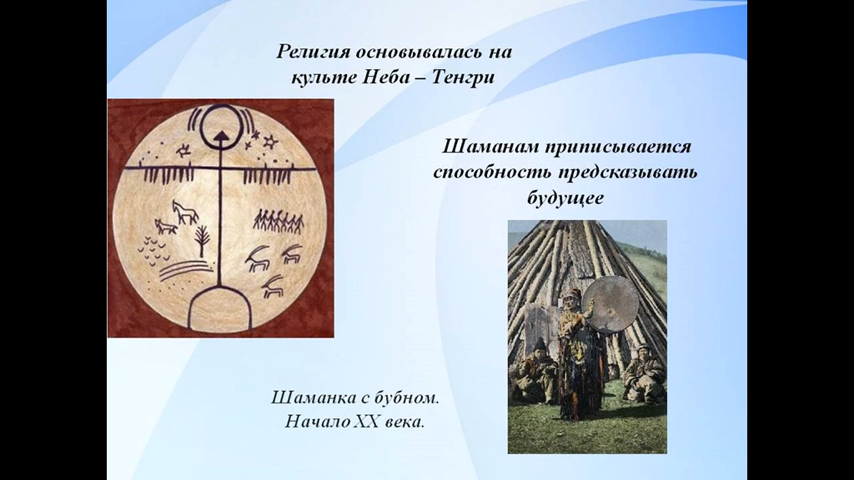 Религия основывалась на
культе Неба – Тенгри
Шаманам приписывается
способность предсказывать
будущее
Шаманка с бубном.
Начало XX века.